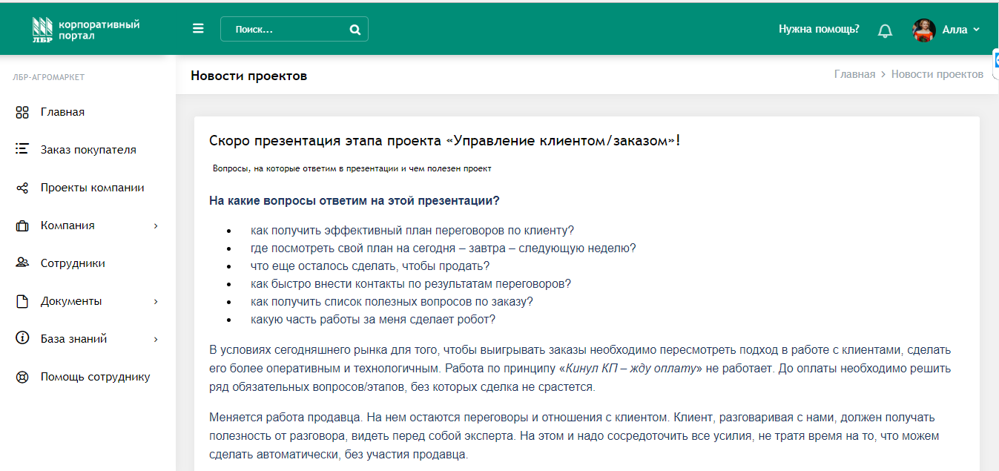 ЛБР
корпоративный
портал
Поиск...
Нужна помощь?
Алла
ЛБР-АГРОМАРКЕТ
Главная
Заказ покупателя
Проекты компании
Компания
Сотрудники
Документы
База знаний
Помощь сотруднику
Новости проектов
Главная > Новости проектов
Скоро презентация этапа проекта «Управление клиентом/заказом»!
Вопросы, на которые ответим в презентации и чем полезен проект
На какие вопросы ответим на этой презентации?
• как получить эффективный план переговоров по клиенту?
• где посмотреть свой план на сегодня – завтра – следующую неделю?
• что еще осталось сделать, чтобы продать?
• как быстро внести контакты по результатам переговоров?
• как получить список полезных вопросов по заказу?
• какую часть работы за меня сделает робот?
В условиях сегодняшнего рынка для того, чтобы выигрывать заказы необходимо пересмотреть подход в работе с клиентами, сделать
его более оперативным и технологичным. Работа по принципу «Кинул КП – жду оплату» не работает. До оплаты необходимо решить
ряд обязательных вопросов/этапов, без которых сделка не срастется.
Меняется работа продавца. На нем остаются переговоры и отношения с клиентом. Клиент, разговаривая с нами, должен получать
полезность от разговора, видеть перед собой эксперта. На этом и надо сосредоточить все усилия, не тратя время на то, что можем
сделать автоматически, без участия продавца.